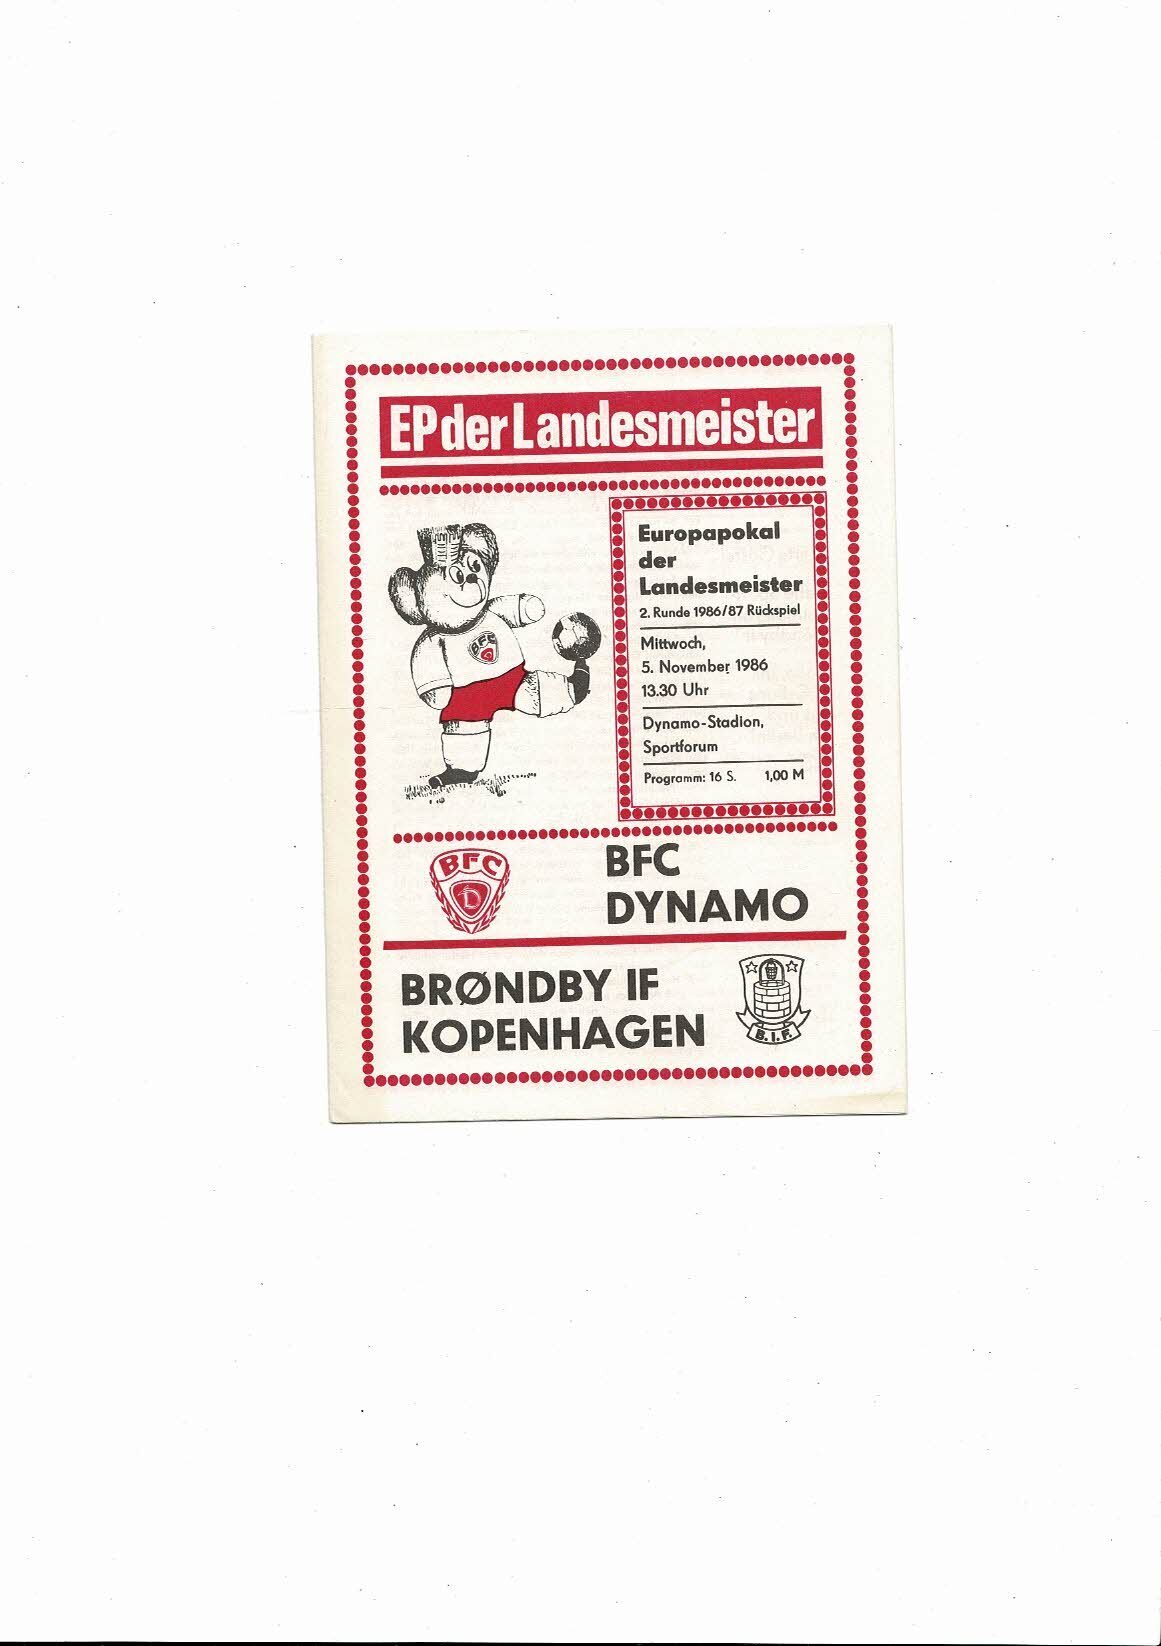 EP der Landesmeister
Europapokal
der
Landesmeister
2. Runde 1986/87 Rückspiel
Mittwoch,
5. November 1986
13.30 Uhr
Dynamo-Stadion,
Sportforum
Programm: 16 S. 1,00 M
BFC
BFC
D
BFC
DYNAMO
BRØNDBY IF
KOPENHAGEN
B.I.F.